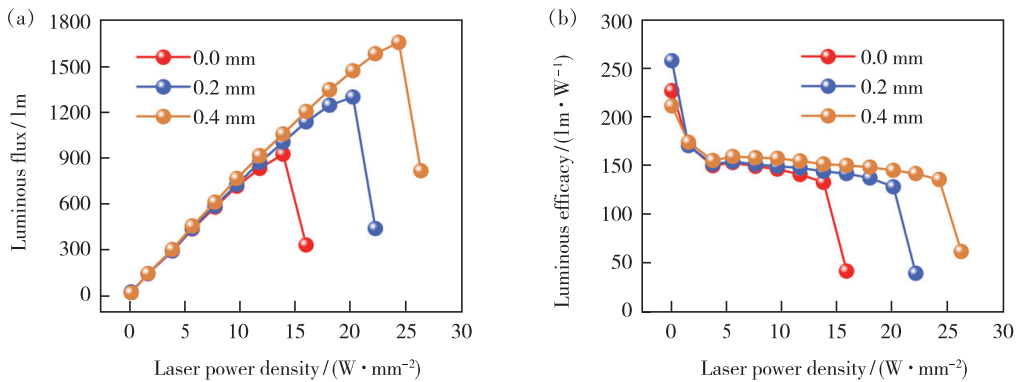 (a)
1800
1500
1200
900
600
300
0
Luminous flux/lm
0.0 mm
0.2 mm
0.4 mm
0 5 10 15 20 25 30
Laser power density/(W·mm⁻²)
(b)
300
250
200
150
100
50
0
Luminous efficacy/(lm·W⁻¹)
0.0 mm
0.2 mm
0.4 mm
0 5 10 15 20 25 30
Laser power density/(W·mm⁻²)